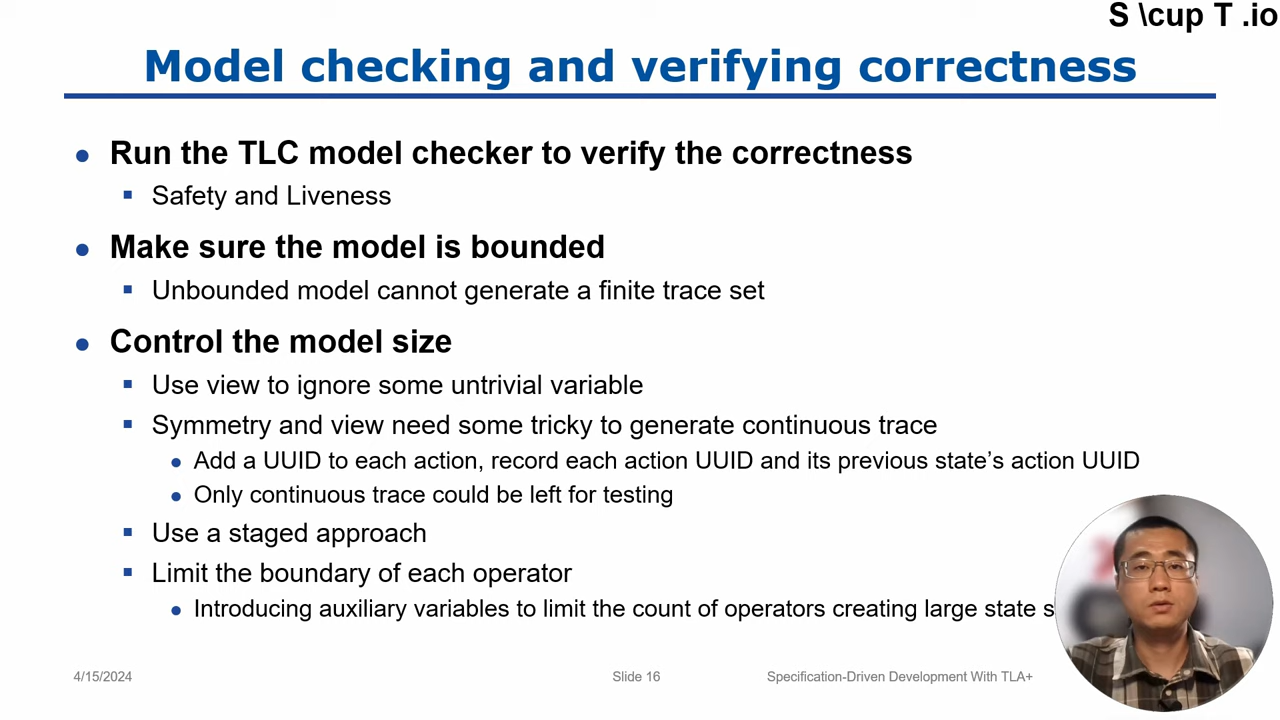 S \cup T .io
Model checking and verifying correctness
Run the TLC model checker to verify the correctness
Safety and Liveness
Make sure the model is bounded
Unbounded model cannot generate a finite trace set
Control the model size
Use view to ignore some untrivial variable
Symmetry and view need some tricky to generate continuous trace
Add a UUID to each action, record each action UUID and its previous state's action UUID
Only continuous trace could be left for testing
Use a staged approach
Limit the boundary of each operator
Introducing auxiliary variables to limit the count of operators creating large state
4/15/2024
Slide 16
Specification-Driven Development With TLA+